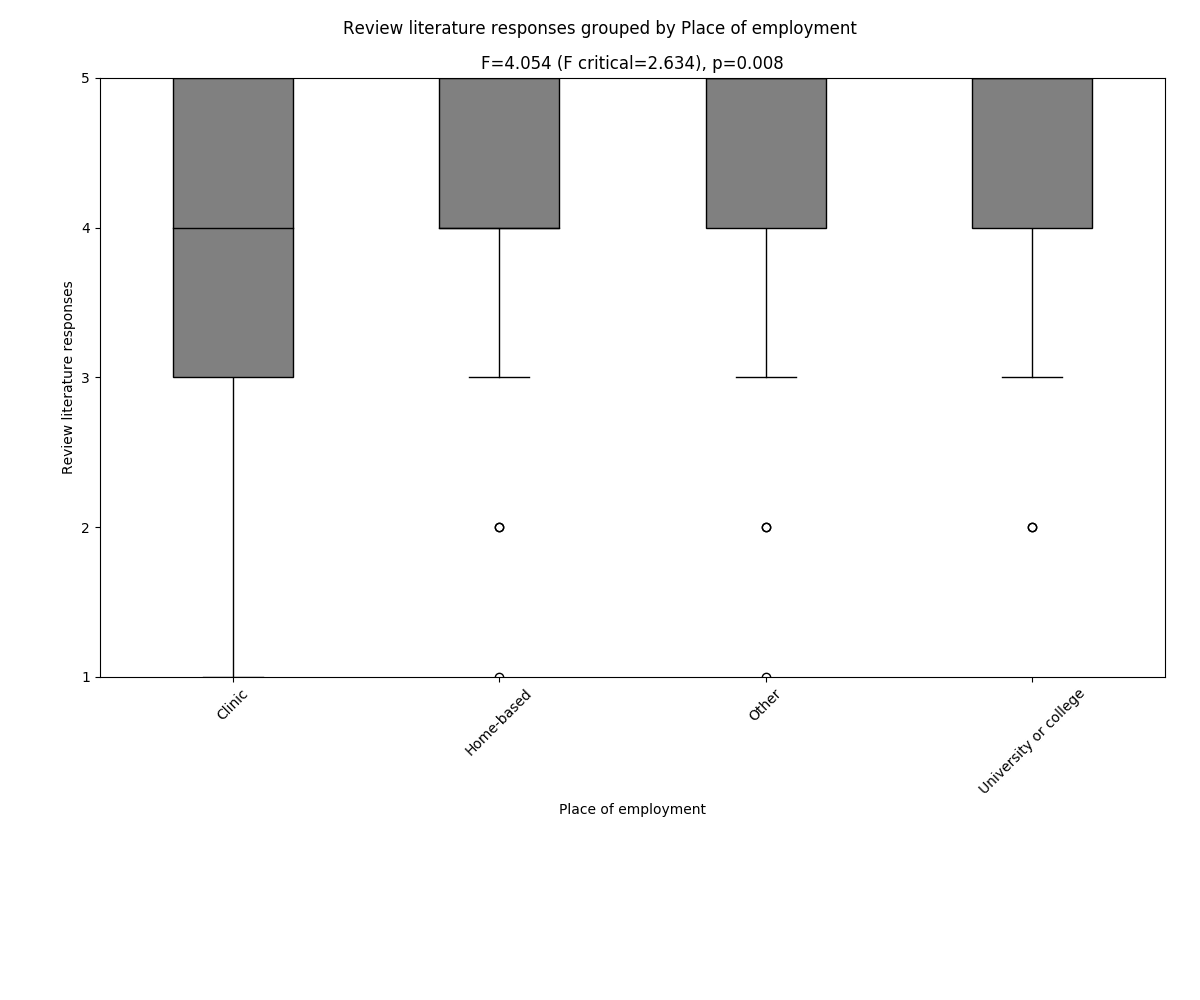 Review literature responses grouped by Place of employment
F=4.054 (F critical=2.634), p=0.008
Review literature responses
5
4
3
2
1
Clinic
Home-based
Other
University or college
Place of employment